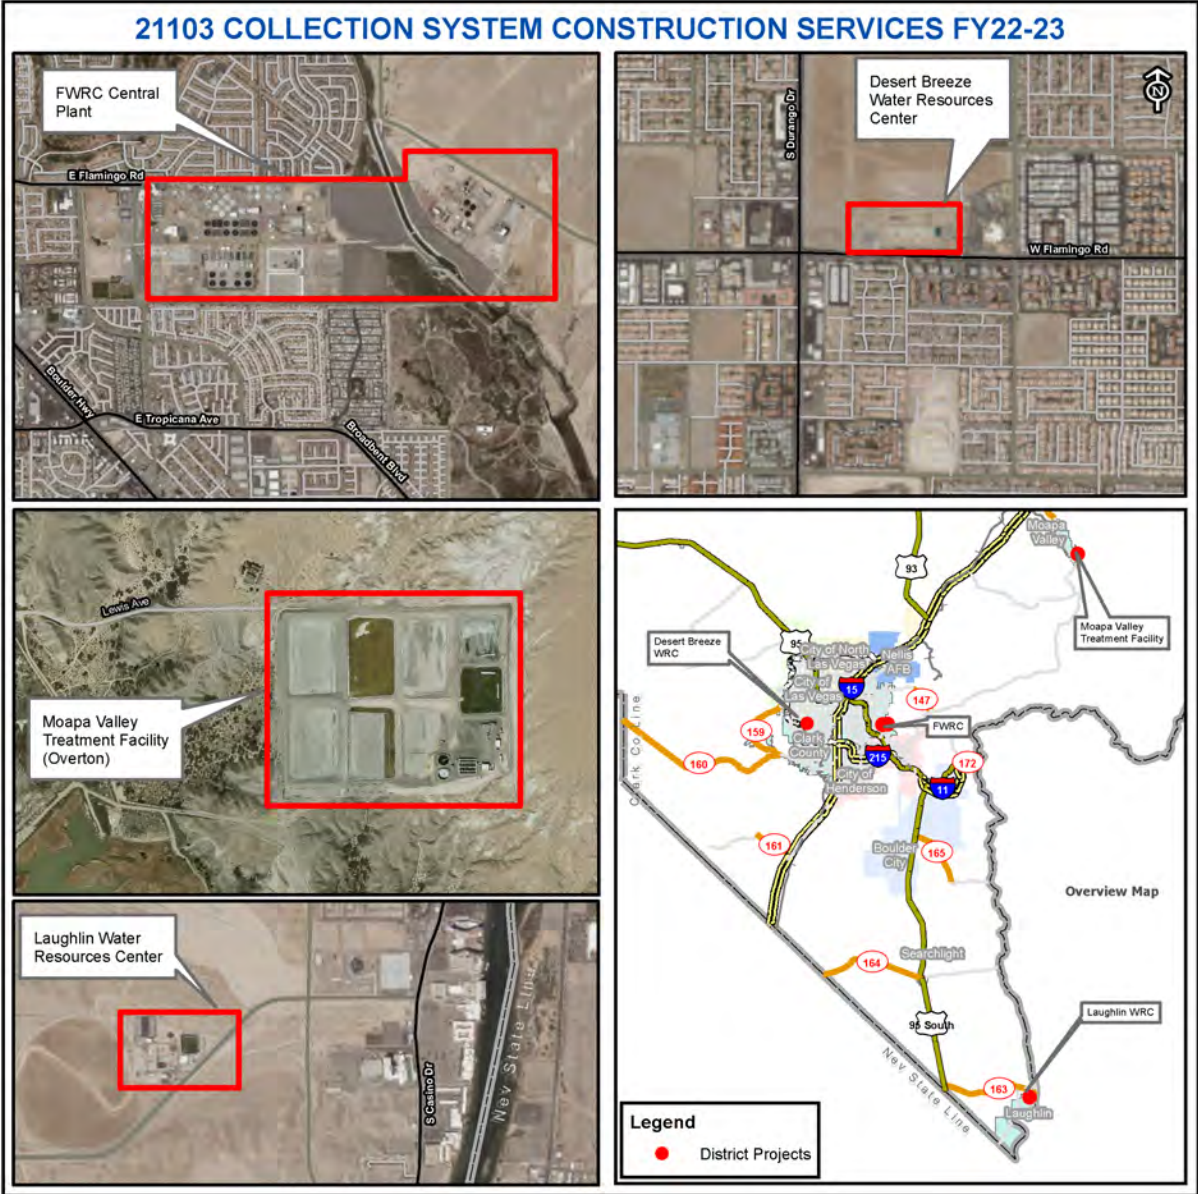 21103 COLLECTION SYSTEM CONSTRUCTION SERVICES FY22-23
FWRC Central
Plant
E Flamingo Rd
Boulder Hwy
E Tropicana Ave
Broadbent Blvd
Desert Breeze
Water Resources
Center
N
S Durango Dr
W Flamingo Rd
Lewis Ave
Moapa Valley
Treatment Facility
(Overton)
Laughlin Water
Resources Center
S Casino Dr
Nev State Line
Moapa
Valley
93
Moapa Valley
Treatment Facility
Desert Breeze
WRC
95
City of North
Las Vegas
Nellis
AFB
City of
Las Vegas
15
147
FWRC
159
Clark
County
160
215
172
City of
Henderson
11
Clark Co Line
161
Boulder
City
165
Overview Map
Searchlight
164
95 South
Laughlin WRC
Nev State Line
163
Laughlin
Legend
District Projects